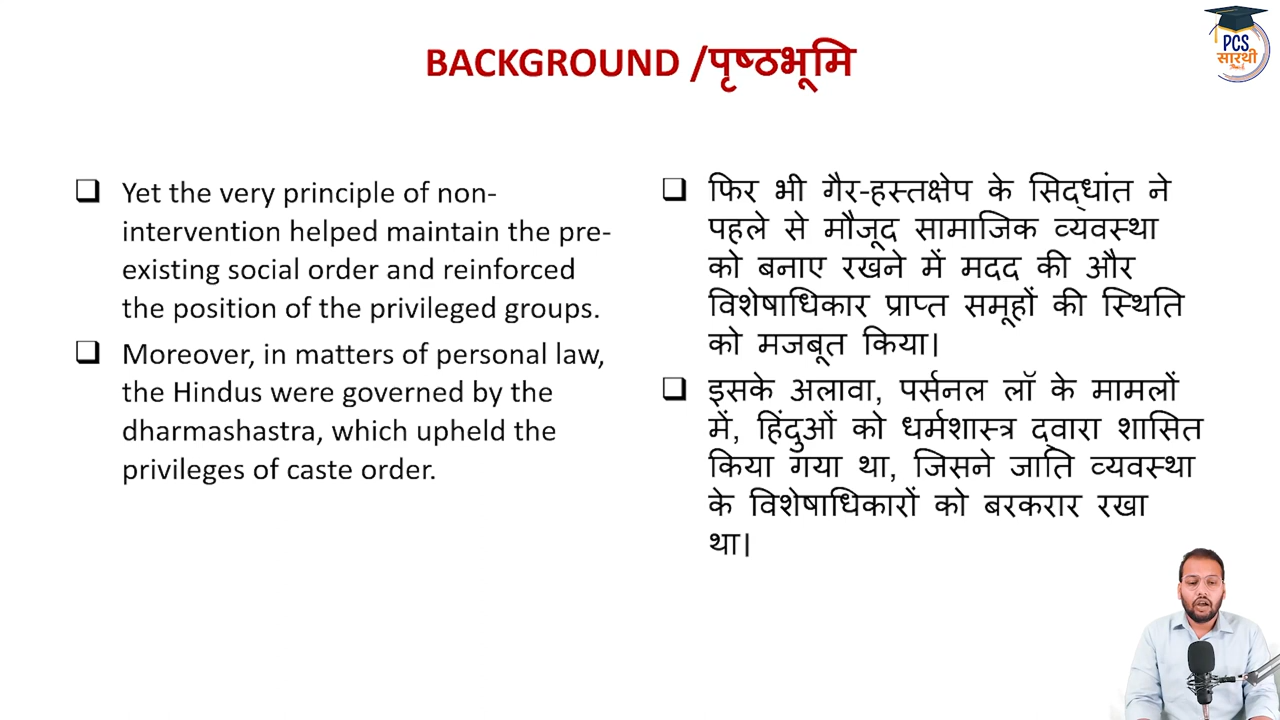 BACKGROUND /पृष्ठभूमि
PCS
सारथी
Yet the very principle of non-
intervention helped maintain the pre-
existing social order and reinforced
the position of the privileged groups.
Moreover, in matters of personal law,
the Hindus were governed by the
dharmashastra, which upheld the
privileges of caste order.
फिर भी गैर-हस्तक्षेप के सिद्धांत ने
पहले से मौजूद सामाजिक व्यवस्था
को बनाए रखने में मदद की और
विशेषाधिकार प्राप्त समूहों की स्थिति
को मजबूत किया।
इसके अलावा, पर्सनल लॉ के मामलों
में, हिंदुओं को धर्मशास्त्र द्वारा शासित
किया गया था, जिसने जाति व्यवस्था
के विशेषाधिकारों को बरकरार रखा
था।